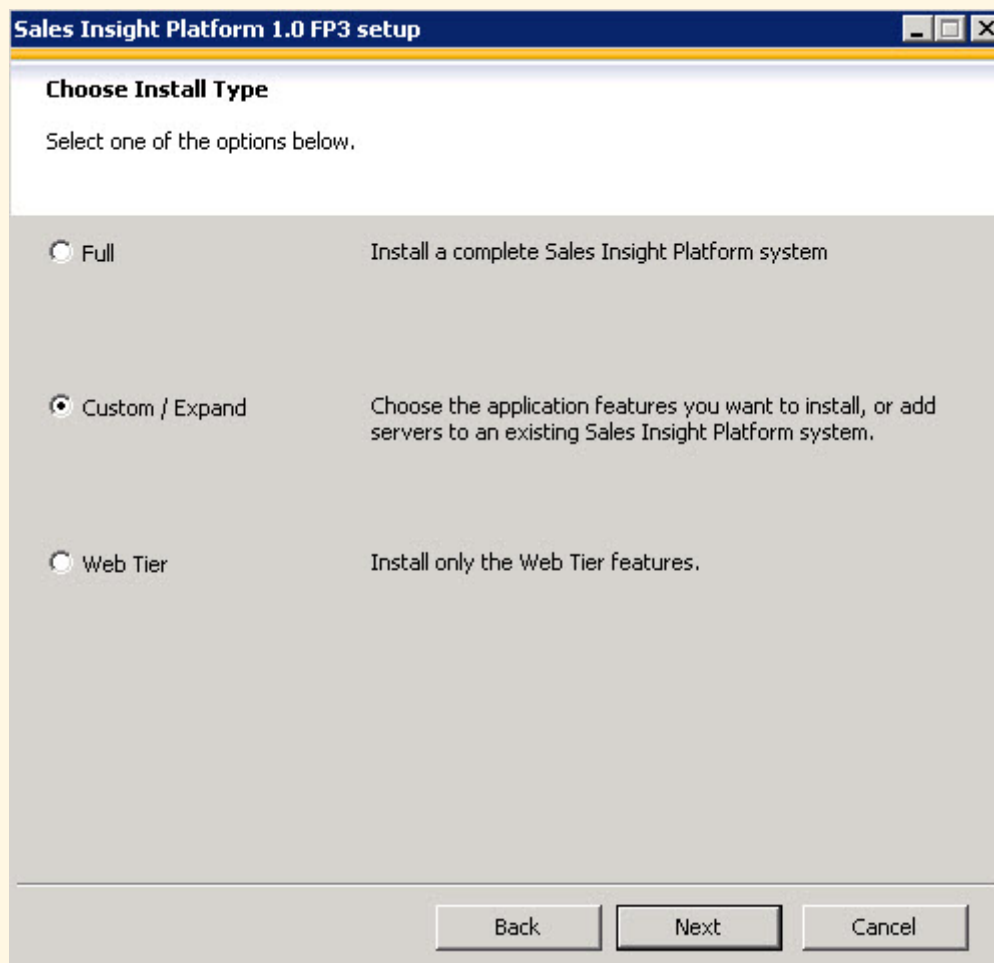 Sales Insight Platform 1.0 FP3 setup
Choose Install Type
Select one of the options below.
Full
Install a complete Sales Insight Platform system
Custom / Expand
Choose the application features you want to install, or add
servers to an existing Sales Insight Platform system.
Web Tier
Install only the Web Tier features.
Back
Next
Cancel